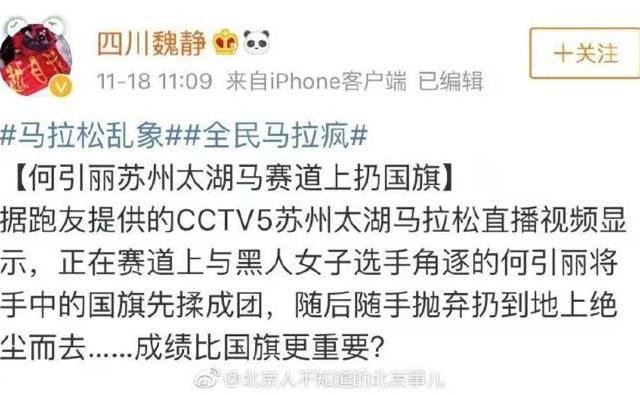 四川魏静
11-18 11:09 来自iPhone客户端 已编辑
+关注
#马拉松乱象##全民马拉疯#
【何引丽苏州太湖马赛道上扔国旗】
据跑友提供的CCTV5苏州太湖马拉松直播视频显
示，正在赛道上与黑人女子选手角逐的何引丽将
手中的国旗先揉成团，随后随手抛弃扔到地上绝
尘而去......成绩比国旗更重要？
@北京人不知道的北京事儿